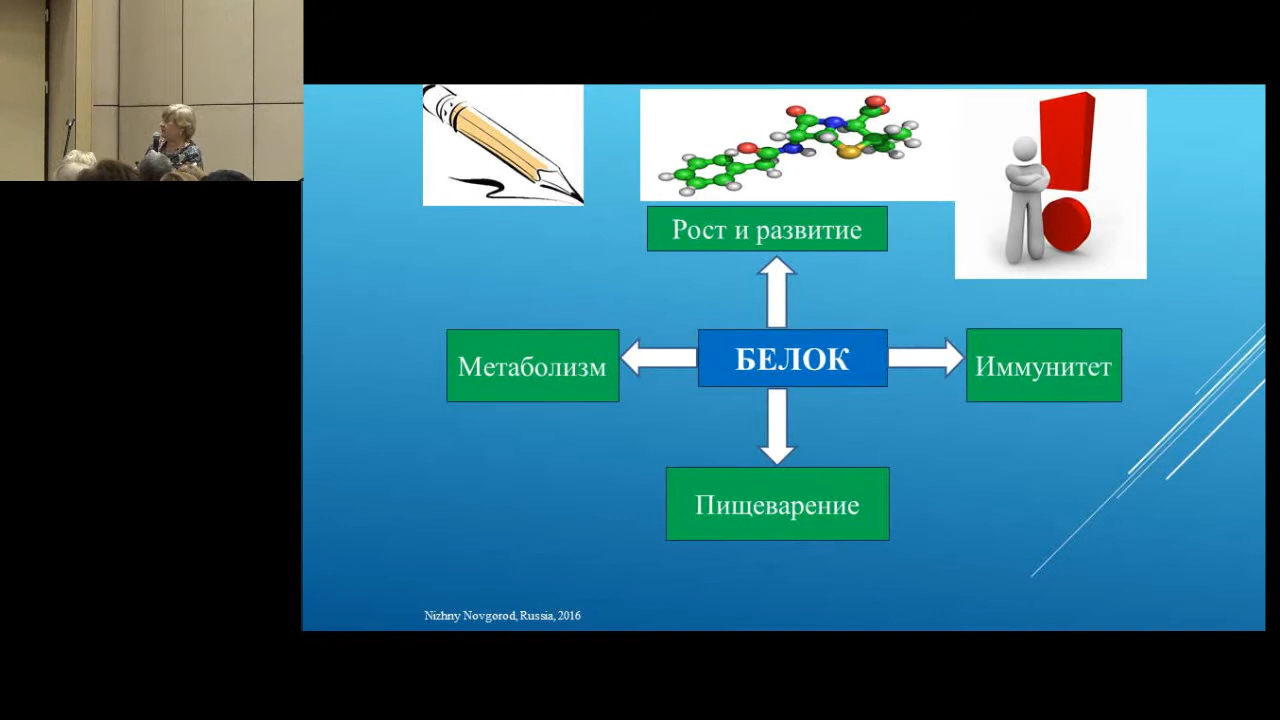 Рост и развитие
Метаболизм
БЕЛОК
Иммунитет
Пищеварение
Nizhny Novgorod, Russia, 2016